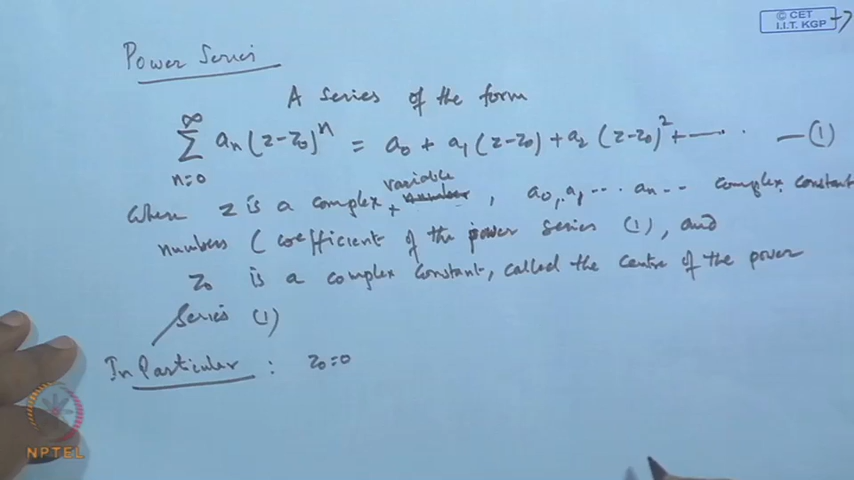 © CET
I.I.T. KGP
Power Series
A series of the form
∞
Σ aₙ(z-z₀)ⁿ = a₀ + a₁(z-z₀) + a₂(z-z₀)² + —— . . —(1)
n=0
Where z is a complex variable, a₀, a₁ ... aₙ .. complex constant
numbers (coefficient of the power series (1), and
z₀ is a complex constant, called the centre of the power
series (1)
In Particular : z₀=0
NPTEL